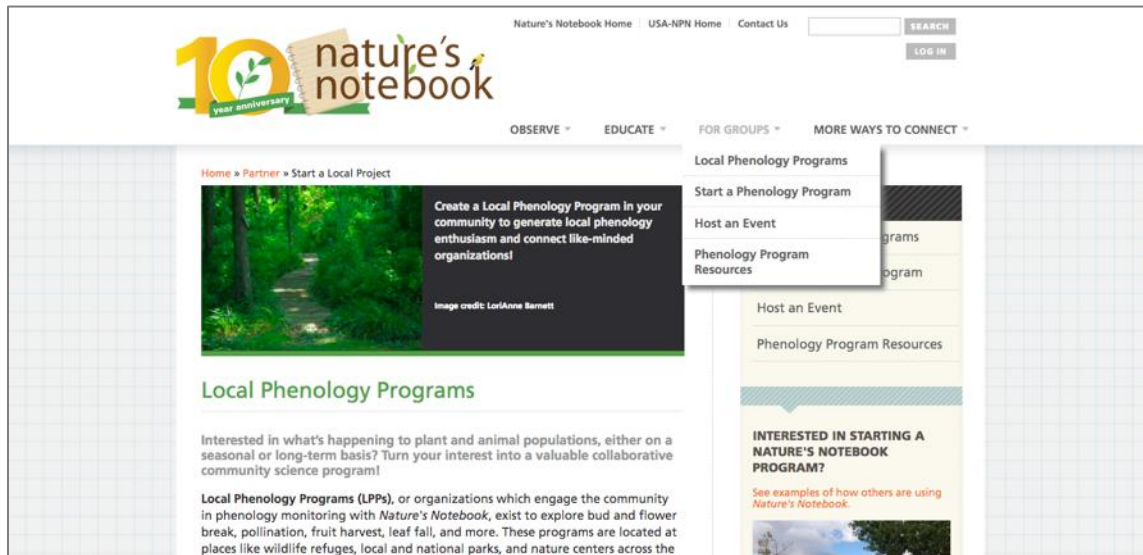 Nature's Notebook Home USA-NPN Home Contact Us
SEARCH
LOG IN
10
year anniversary
nature's
notebook
OBSERVE EDUCATE FOR GROUPS MORE WAYS TO CONNECT
Local Phenology Programs
Start a Phenology Program
Host an Event
Phenology Program
Resources
Home » Partner » Start a Local Project
Create a Local Phenology Program in your
community to generate local phenology
enthusiasm and connect like-minded
organizations!
Image credit: LoriAnne Barnett
grams
ogram
Host an Event
Phenology Program Resources
Local Phenology Programs
Interested in what's happening to plant and animal populations, either on a
seasonal or long-term basis? Turn your interest into a valuable collaborative
community science program!
Local Phenology Programs (LPPs), or organizations which engage the community
in phenology monitoring with Nature's Notebook, exist to explore bud and flower
break, pollination, fruit harvest, leaf fall, and more. These programs are located at
places like wildlife refuges, local and national parks, and nature centers across the
INTERESTED IN STARTING A
NATURE'S NOTEBOOK
PROGRAM?
See examples of how others are using
Nature's Notebook.